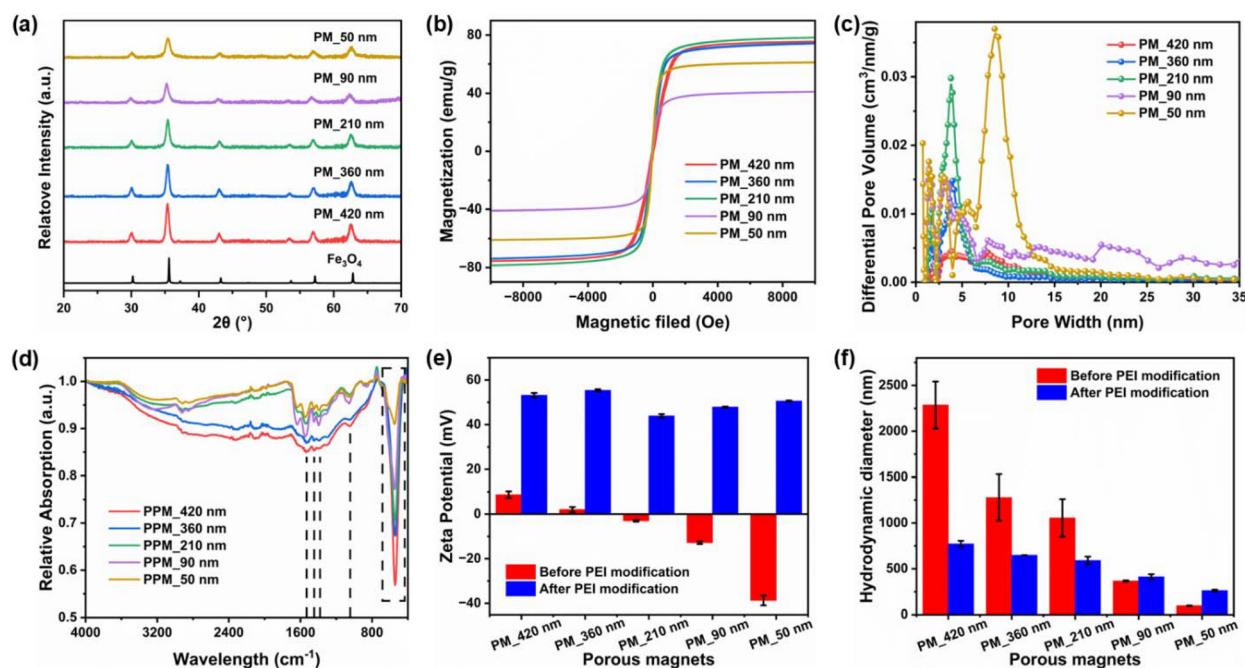 (a)
PM_50 nm
PM_90 nm
PM_210 nm
PM_360 nm
PM_420 nm
Fe3O4
Relatove Intensity (a.u.)
20 30 40 50 60 70
2θ (°)
(b)
80
40
0
−40
−80
Magnetization (emu/g)
PM_420 nm
PM_360 nm
PM_210 nm
PM_90 nm
PM_50 nm
−8000 −4000 0 4000 8000
Magnetic filed (Oe)
(c)
0.03
0.02
0.01
0.00
Differential Pore Volume (cm3/nm/g)
PM_420 nm
PM_360 nm
PM_210 nm
PM_90 nm
PM_50 nm
0 5 10 15 20 25 30 35
Pore Width (nm)
(d)
1.0
0.9
0.8
0.7
0.6
0.5
Relative Absorption (a.u.)
PPM_420 nm
PPM_360 nm
PPM_210 nm
PPM_90 nm
PPM_50 nm
4000 3200 2400 1600 800
Wavelength (cm-1)
(e)
60
40
20
0
−20
−40
Zeta Potential (mV)
Before PEI modification
After PEI modification
PM_420 nm PM_360 nm PM_210 nm PM_90 nm PM_50 nm
Porous magnets
(f)
2500
2250
2000
1750
1500
1250
1000
750
500
250
0
Hydrodynamic diameter (nm)
Before PEI modification
After PEI modification
PM_420 nm PM_360 nm PM_210 nm PM_90 nm PM_50 nm
Porous magnets